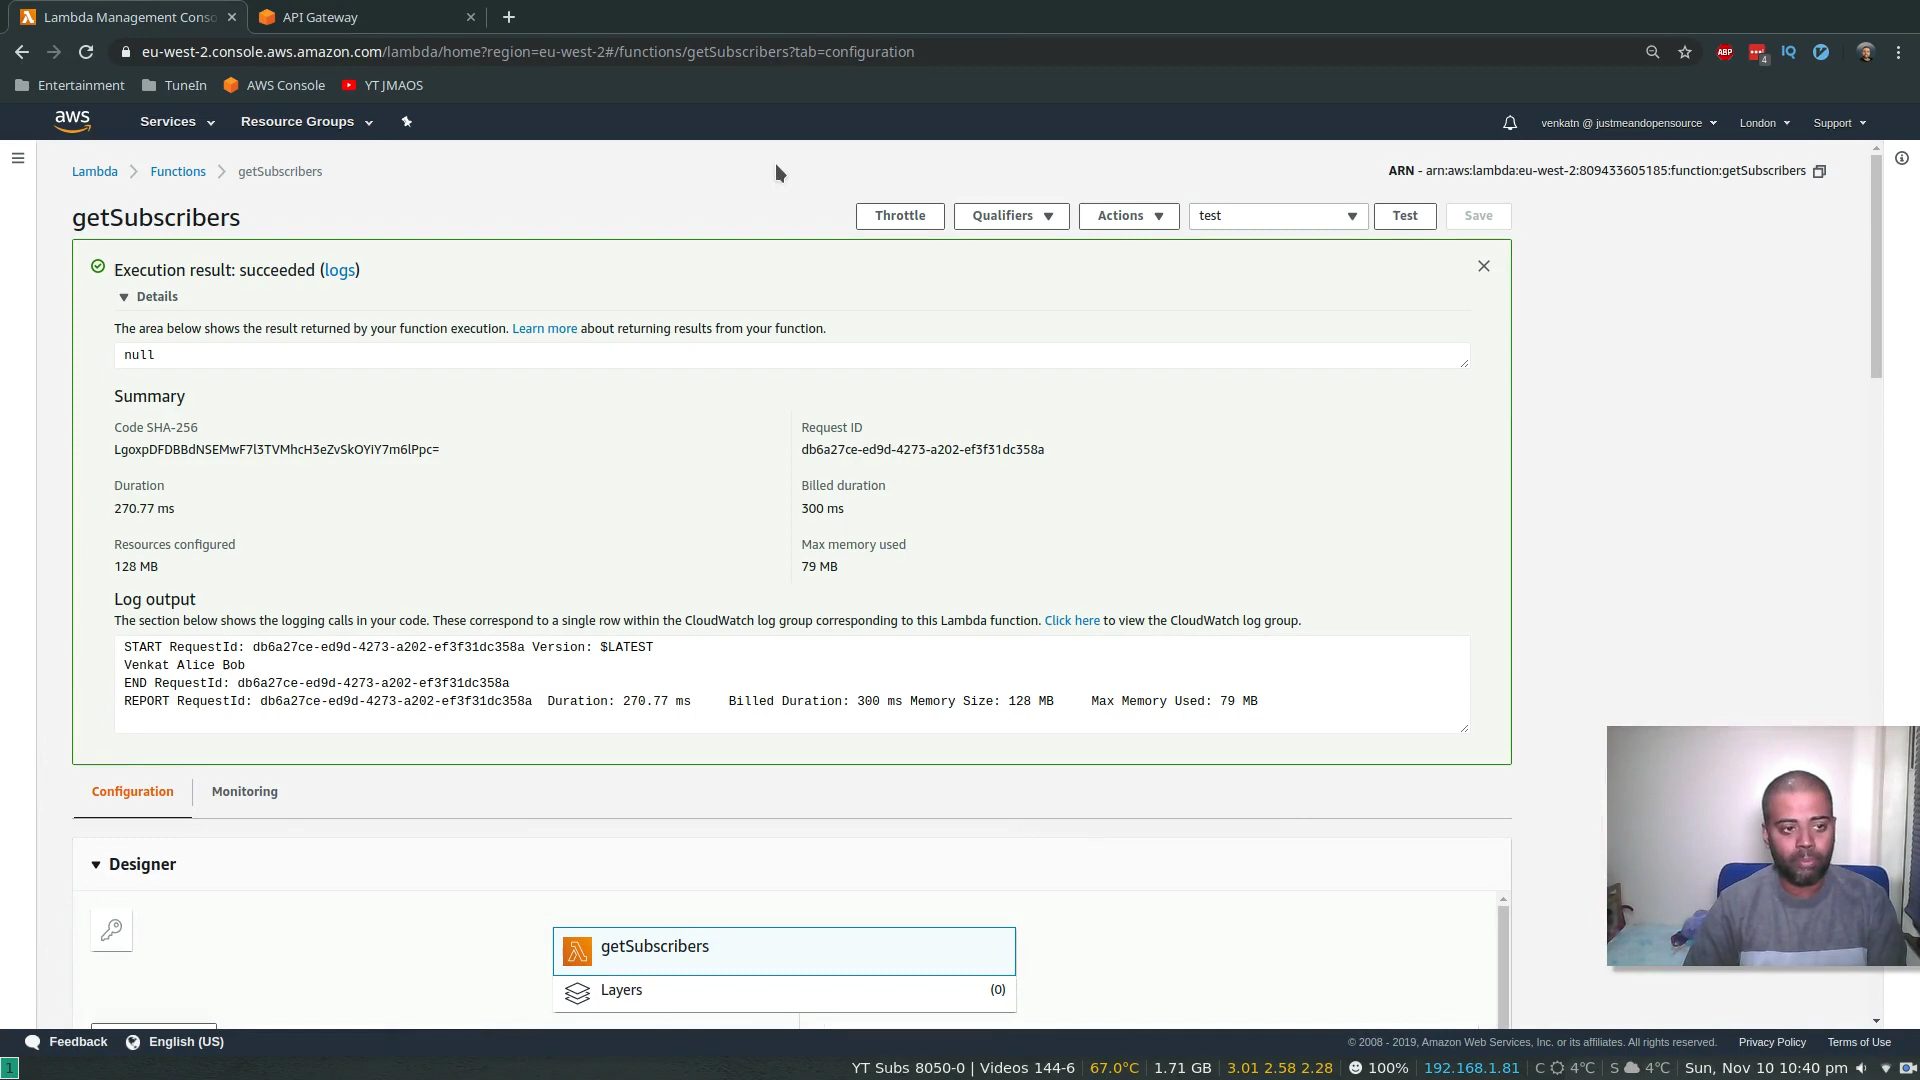 Lambda Management Conso
API Gateway
eu-west-2.console.aws.amazon.com/lambda/home?region=eu-west-2#/functions/getSubscribers?tab=configuration
ABP
4
IQ
Entertainment
TuneIn
AWS Console
YT JMAOS
aws
Services
Resource Groups
venkatn @ justmeandopensource
London
Support
Lambda
Functions
getSubscribers
ARN - arn:aws:lambda:eu-west-2:809433605185:function:getSubscribers
getSubscribers
Throttle
Qualifiers
Actions
test
Test
Save
Execution result: succeeded (logs)
Details
The area below shows the result returned by your function execution. Learn more about returning results from your function.
null
Summary
Code SHA-256
LgoxpDFDBBdNSEMwF7l3TVMhcH3eZvSkOYIY7m6lPpc=
Request ID
db6a27ce-ed9d-4273-a202-ef3f31dc358a
Duration
270.77 ms
Billed duration
300 ms
Resources configured
128 MB
Max memory used
79 MB
Log output
The section below shows the logging calls in your code. These correspond to a single row within the CloudWatch log group corresponding to this Lambda function. Click here to view the CloudWatch log group.
START RequestId: db6a27ce-ed9d-4273-a202-ef3f31dc358a Version: $LATEST
Venkat Alice Bob
END RequestId: db6a27ce-ed9d-4273-a202-ef3f31dc358a
REPORT RequestId: db6a27ce-ed9d-4273-a202-ef3f31dc358a Duration: 270.77 ms Billed Duration: 300 ms Memory Size: 128 MB Max Memory Used: 79 MB
Configuration
Monitoring
Designer
getSubscribers
Layers
(0)
Feedback
English (US)
© 2008 - 2019, Amazon Web Services, Inc. or its affiliates. All rights reserved.
Privacy Policy
Terms of Use
1
YT Subs 8050-0 | Videos 144-6 67.0°C 1.71 GB 3.01 2.58 2.28 100% 192.168.1.81 C 4°C S 4°C Sun, Nov 10 10:40 pm